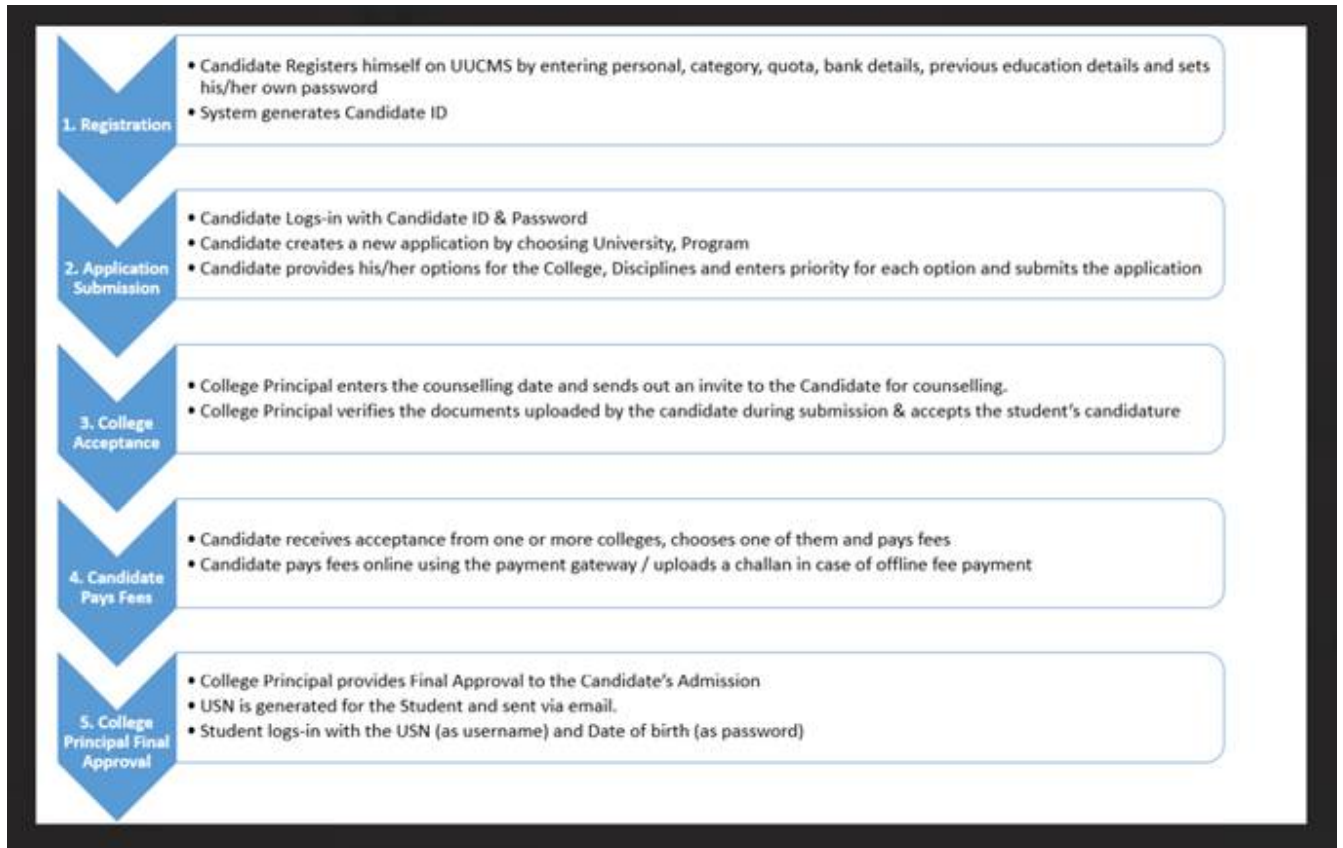 1. Registration
• Candidate Registers himself on UUCMS by entering personal, category, quota, bank details, previous education details and sets
his/her own password
• System generates Candidate ID
2. Application
Submission
• Candidate Logs-in with Candidate ID & Password
• Candidate creates a new application by choosing University, Program
• Candidate provides his/her options for the College, Disciplines and enters priority for each option and submits the application
3. College
Acceptance
• College Principal enters the counselling date and sends out an invite to the Candidate for counselling.
• College Principal verifies the documents uploaded by the candidate during submission & accepts the student's candidature
4. Candidate
Pays Fees
• Candidate receives acceptance from one or more colleges, chooses one of them and pays fees
• Candidate pays fees online using the payment gateway / uploads a challan in case of offline fee payment
5. College
Principal Final
Approval
• College Principal provides Final Approval to the Candidate's Admission
• USN is generated for the Student and sent via email.
• Student logs-in with the USN (as username) and Date of birth (as password)